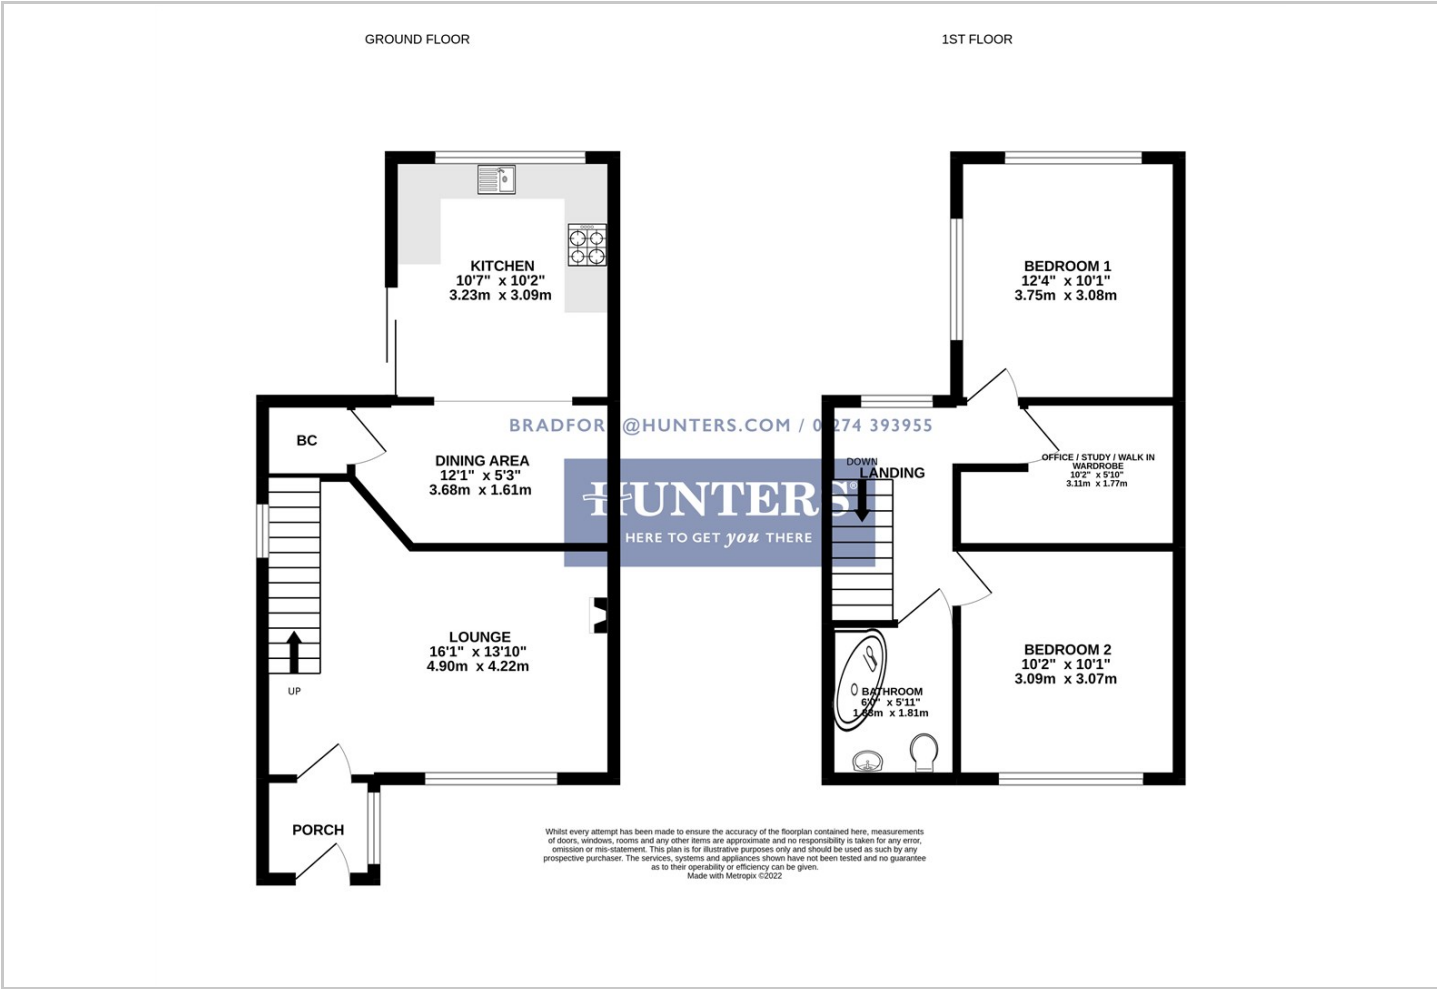 GROUND FLOOR
1ST FLOOR
KITCHEN
10'7" x 10'2"
3.23m x 3.09m
BEDROOM 1
12'4" x 10'1"
3.75m x 3.08m
BC
DINING AREA
12'1" x 5'3"
3.68m x 1.61m
BRADFOR @HUNTERS.COM / 01274 393955
HUNTERS®
HERE TO GET you THERE
DOWN
LANDING
OFFICE / STUDY / WALK IN
WARDROBE
10'2" x 5'10"
3.11m x 1.77m
LOUNGE
16'1" x 13'10"
4.90m x 4.22m
UP
BEDROOM 2
10'2" x 10'1"
3.09m x 3.07m
BATHROOM
6'0" x 5'11"
1.83m x 1.81m
PORCH
Whilst every attempt has been made to ensure the accuracy of the floorplan contained here, measurements
of doors, windows, rooms and any other items are approximate and no responsibility is taken for any error,
omission or mis-statement. This plan is for illustrative purposes only and should be used as such by any
prospective purchaser. The services, systems and appliances shown have not been tested and no guarantee
as to their operability or efficiency can be given.
Made with Metropix ©2022